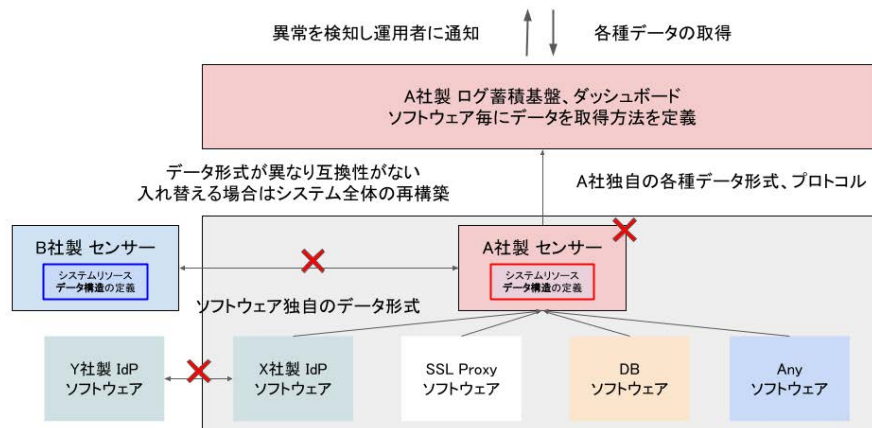 異常を検知し運用者に通知
各種データの取得
A社製 ログ蓄積基盤、ダッシュボード
ソフトウェア毎にデータを取得方法を定義
データ形式が異なり互換性がない
入れ替える場合はシステム全体の再構築
A社独自の各種データ形式、プロトコル
B社製 センサー
システムリソース
データ構造の定義
A社製 センサー
システムリソース
データ構造の定義
ソフトウェア独自のデータ形式
Y社製 IdP
ソフトウェア
X社製 IdP
ソフトウェア
SSL Proxy
ソフトウェア
DB
ソフトウェア
Any
ソフトウェア